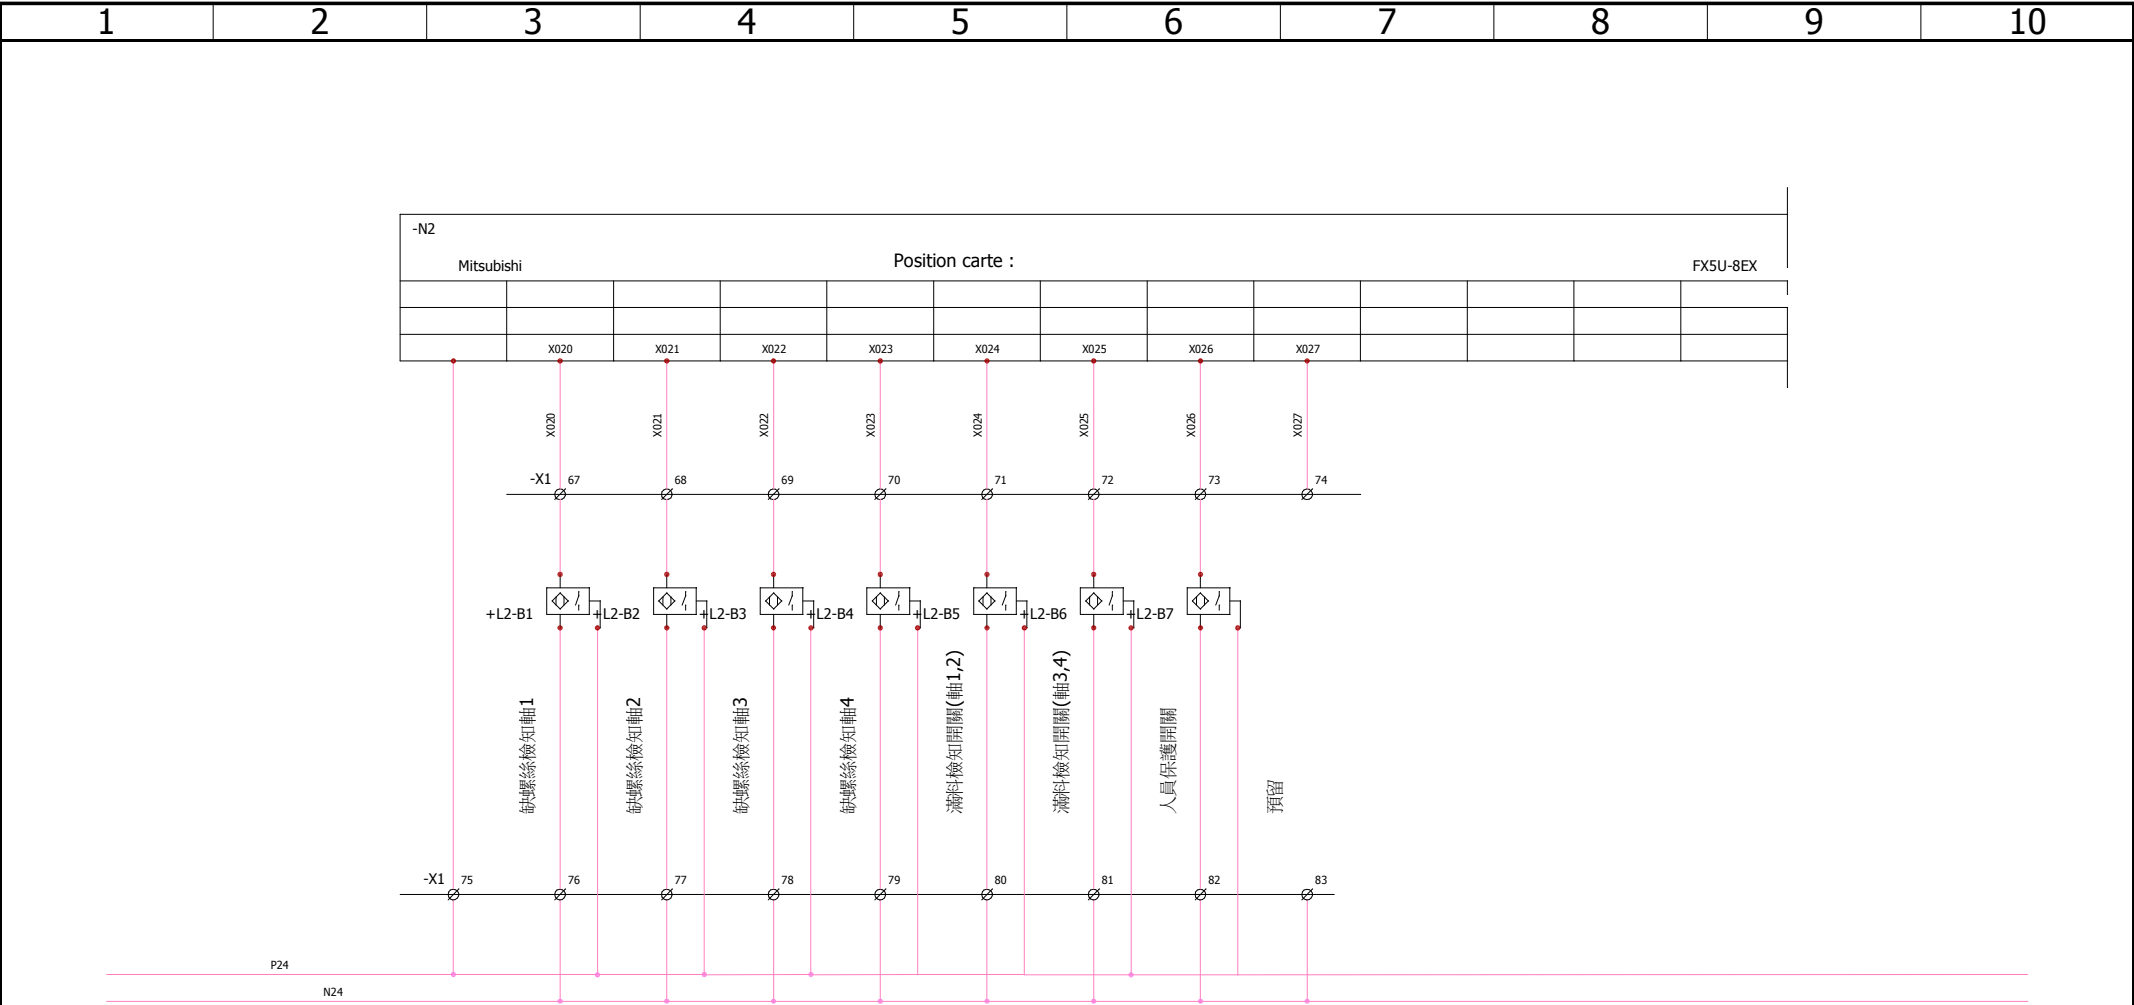 1 2 3 4 5 6 7 8 9 10
-N2
Position carte :
Mitsubishi
FX5U-8EX
X020 X021 X022 X023 X024 X025 X026 X027
X020 X021 X022 X023 X024 X025 X026 X027
-X1 67 68 69 70 71 72 73 74
+L2-B1 +L2-B2 +L2-B3 +L2-B4 +L2-B5 +L2-B6 +L2-B7
缺螺絲檢知軸1
缺螺絲檢知軸2
缺螺絲檢知軸3
缺螺絲檢知軸4
滿料檢知開關(軸1,2)
滿料檢知開關(軸3,4)
人員保護開關
預留
-X1 75 76 77 78 79 80 81 82 83
P24
N24